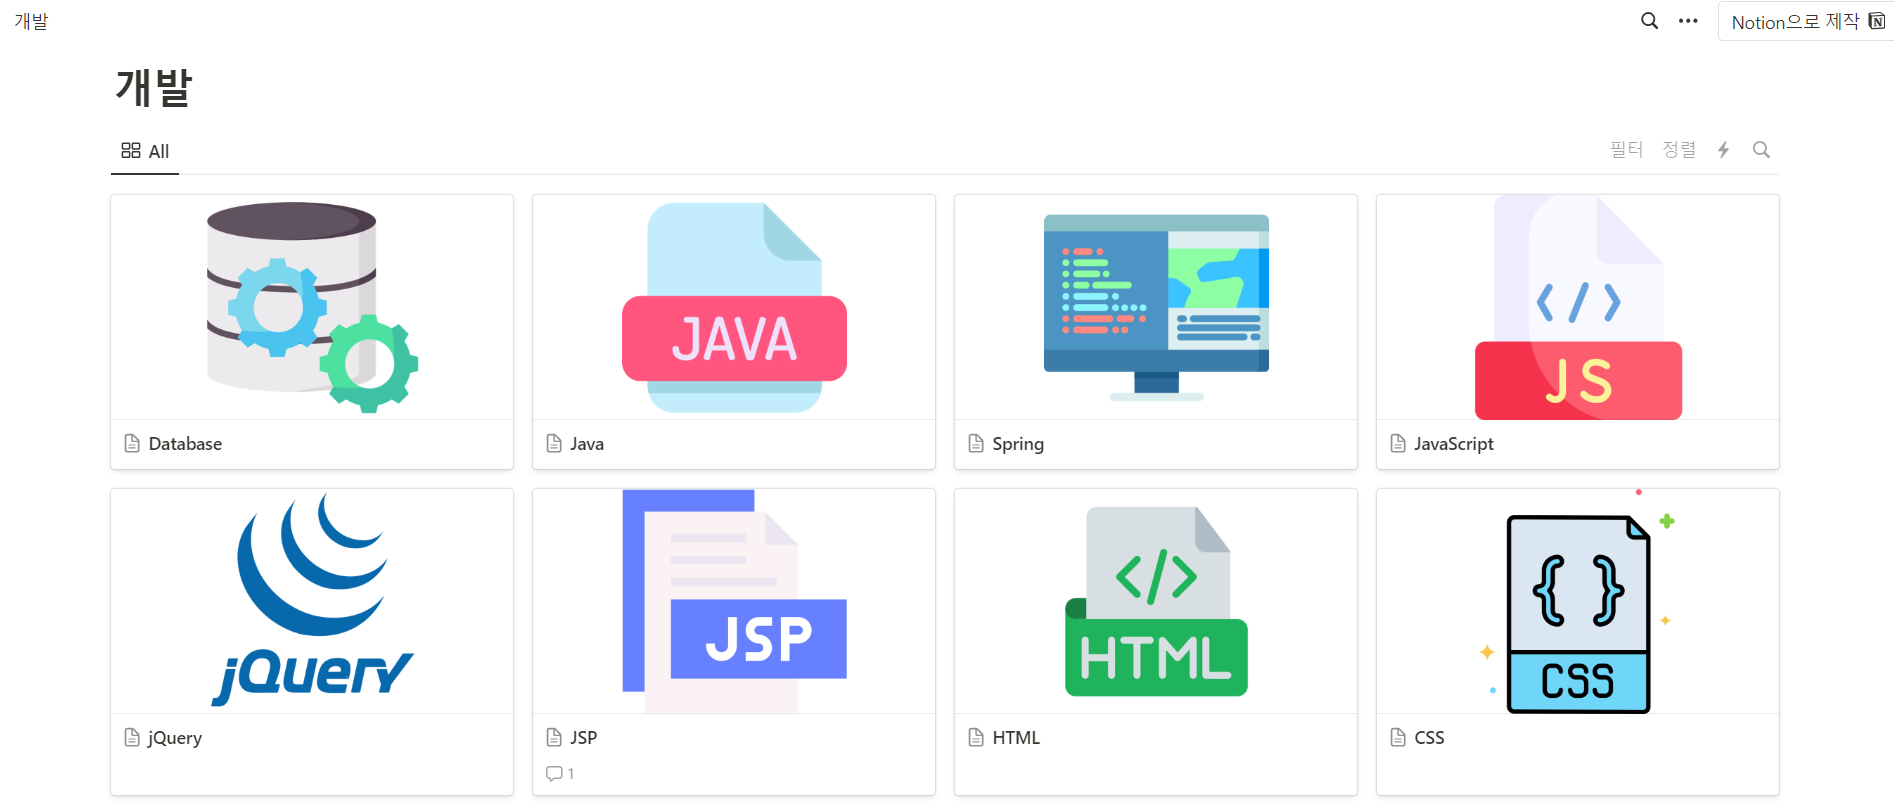 개발
Notion으로 제작
개발
All
필터 정렬
JAVA
JS
Database
Java
Spring
JavaScript
jQuery
JSP
HTML
CSS
jQuery
JSP
HTML
CSS
1